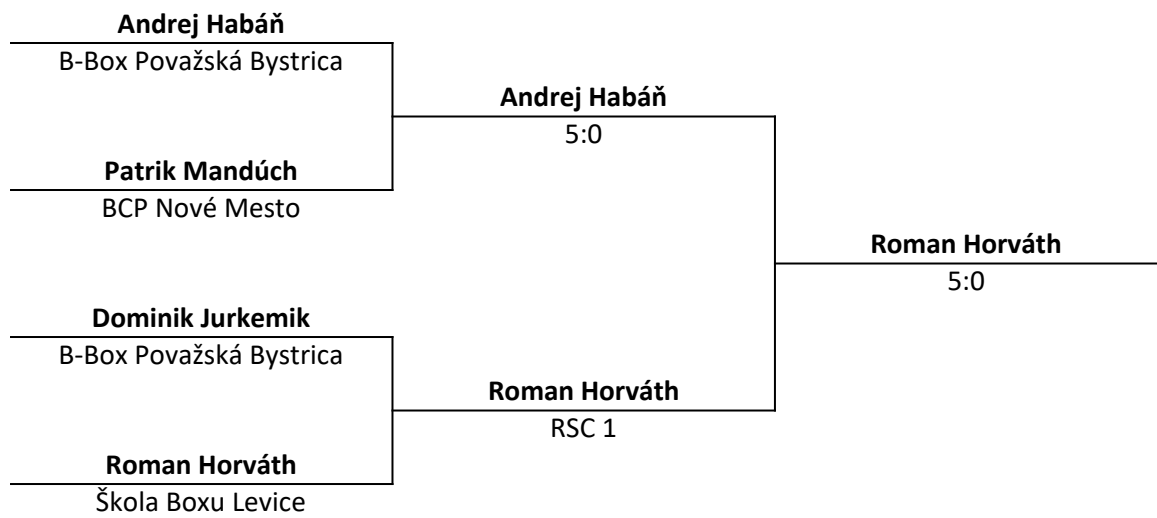 Andrej Habáň
B-Box Považská Bystrica
Andrej Habáň
5:0
Patrik Mandúch
BCP Nové Mesto
Roman Horváth
5:0
Dominik Jurkemik
B-Box Považská Bystrica
Roman Horváth
RSC 1
Roman Horváth
Škola Boxu Levice